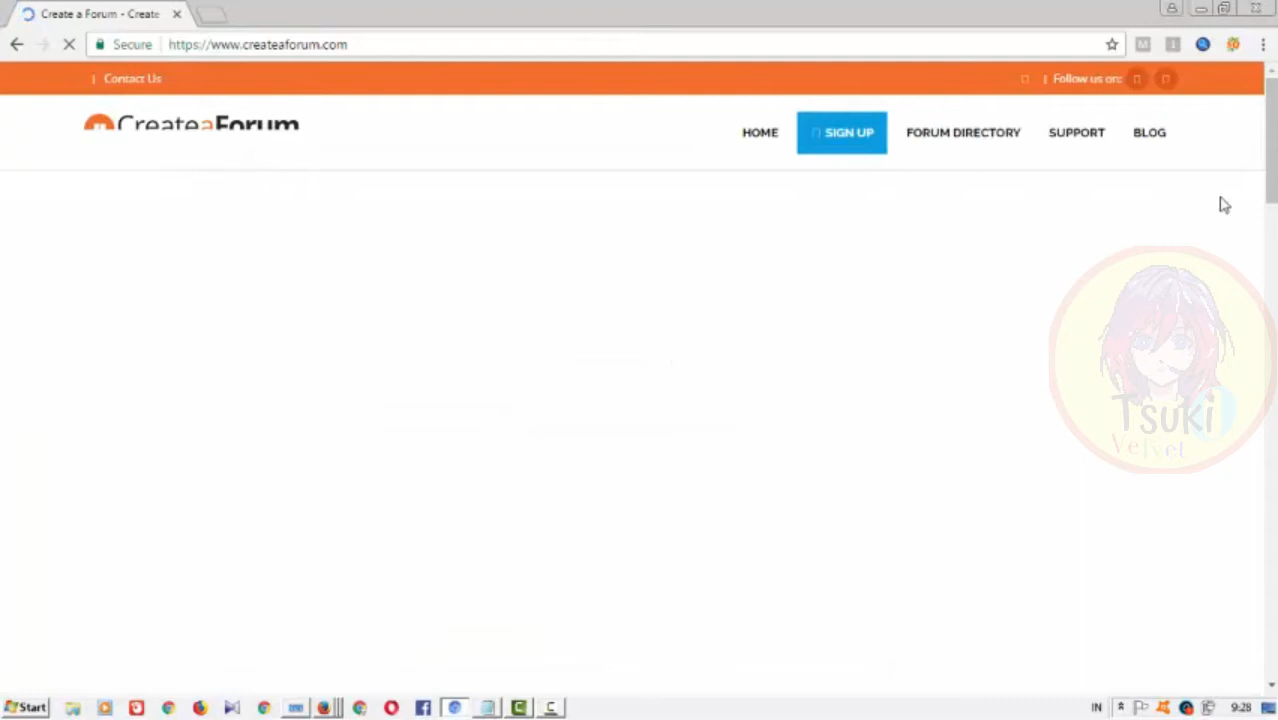 Create a Forum - Create
Secure
https://www.createaforum.com
Contact Us
Follow us on:
CreateaForum
HOME
SIGN UP
FORUM DIRECTORY
SUPPORT
BLOG
Tsuki
Velvet
Start
IN
9:28